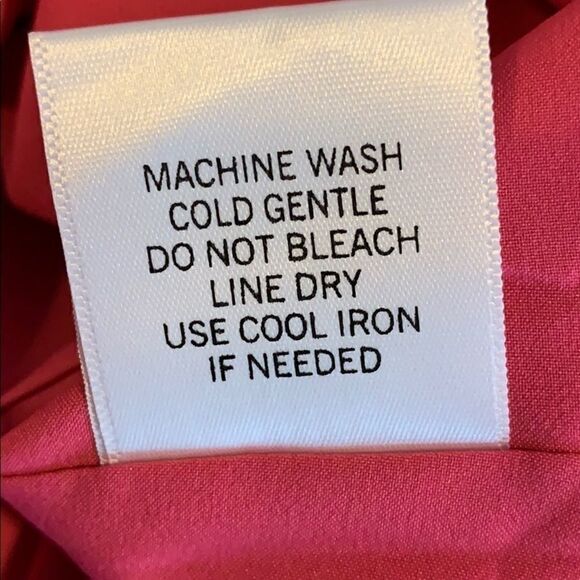 MACHINE WASH
COLD GENTLE
DO NOT BLEACH
LINE DRY
USE COOL IRON
IF NEEDED